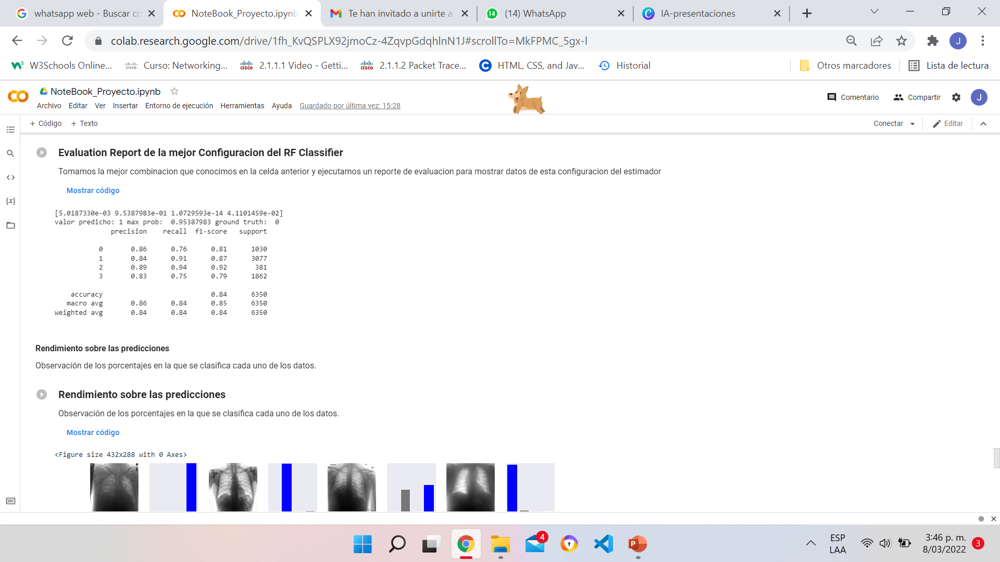 whatsapp web - Buscar co
NoteBook_Proyecto.ipynb
Te han invitado a unirte a
14
(14) WhatsApp
IA-presentaciones
colab.research.google.com/drive/1fh_KvQSPLX92jmoCz-4ZqvpGdqhlnN1J#scrollTo=MkFPMC_5gx-l
J
W3Schools Online...
Curso: Networking...
2.1.1.1 Video - Getti...
2.1.1.2 Packet Trace...
HTML, CSS, and Jav...
Historial
Otros marcadores
Lista de lectura
NoteBook_Proyecto.ipynb
Archivo Editar Ver Insertar Entorno de ejecución Herramientas Ayuda Guardado por última vez: 15:28
Comentario
Compartir
J
+ Código + Texto
Conectar
Editar
Evaluation Report de la mejor Configuracion del RF Classifier
Tomamos la mejor combinacion que conocimos en la celda anterior y ejecutamos un reporte de evaluacion para mostrar datos de esta configuracion del estimador
Mostrar código
[5.0187330e-03 9.5387983e-01 1.0729593e-14 4.1101459e-02]
valor predicho: 1 max prob:  0.95387983 ground truth:  0
precision recall f1-score support
0 0.86 0.76 0.81 1030
1 0.84 0.91 0.87 3077
2 0.89 0.94 0.92 381
3 0.83 0.75 0.79 1862
accuracy 0.84 6350
macro avg 0.86 0.84 0.85 6350
weighted avg 0.84 0.84 0.84 6350
Rendimiento sobre las predicciones
Observación de los porcentajes en la que se clasifica cada uno de los datos.
Rendimiento sobre las predicciones
Observación de los porcentajes en la que se clasifica cada uno de los datos.
Mostrar código
<Figure size 432x288 with 0 Axes>
4
ESP
LAA
3:46 p. m.
8/03/2022
3